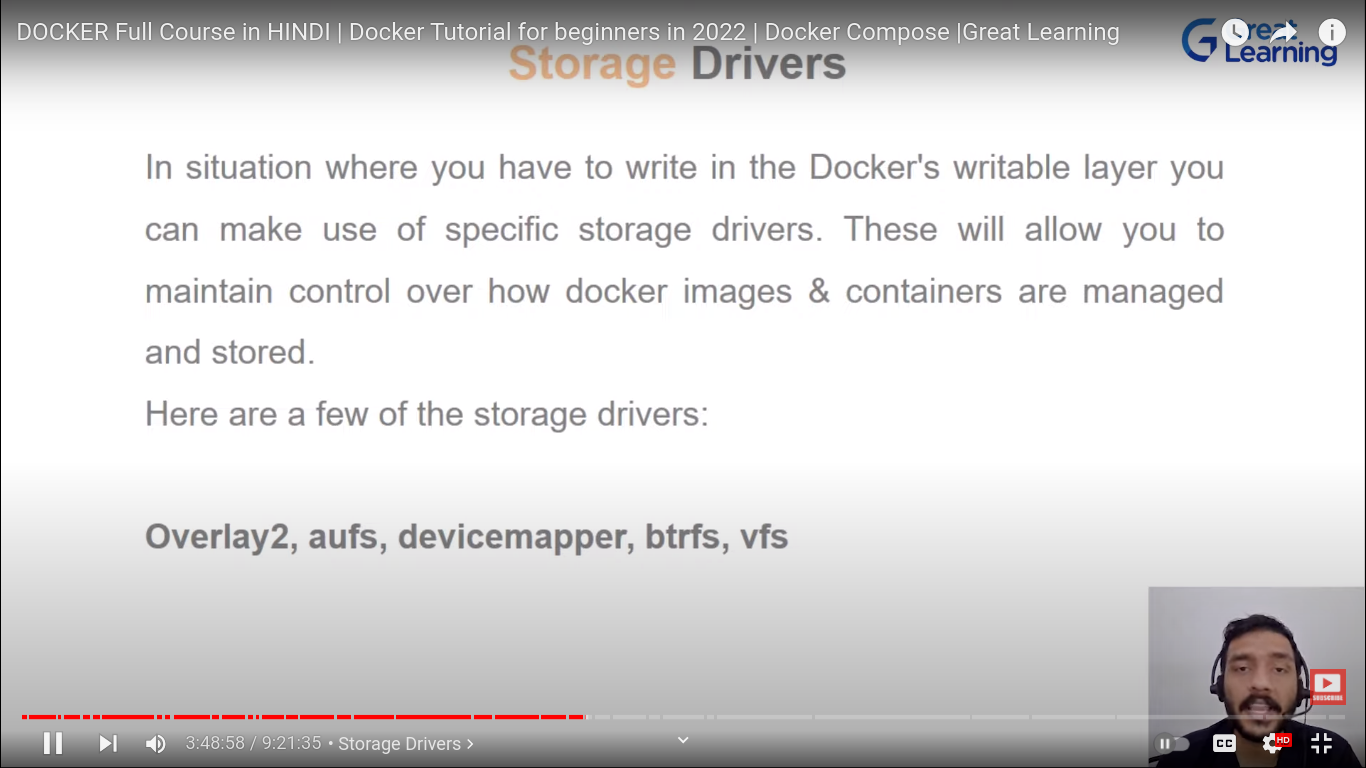 DOCKER Full Course in HINDI | Docker Tutorial for beginners in 2022 | Docker Compose |Great Learning
Great
Learning
Storage Drivers
In situation where you have to write in the Docker's writable layer you
can make use of specific storage drivers. These will allow you to
maintain control over how docker images & containers are managed
and stored.
Here are a few of the storage drivers:
Overlay2, aufs, devicemapper, btrfs, vfs
SUBSCRIBE
3:48:58 / 9:21:35 • Storage Drivers
CC
HD